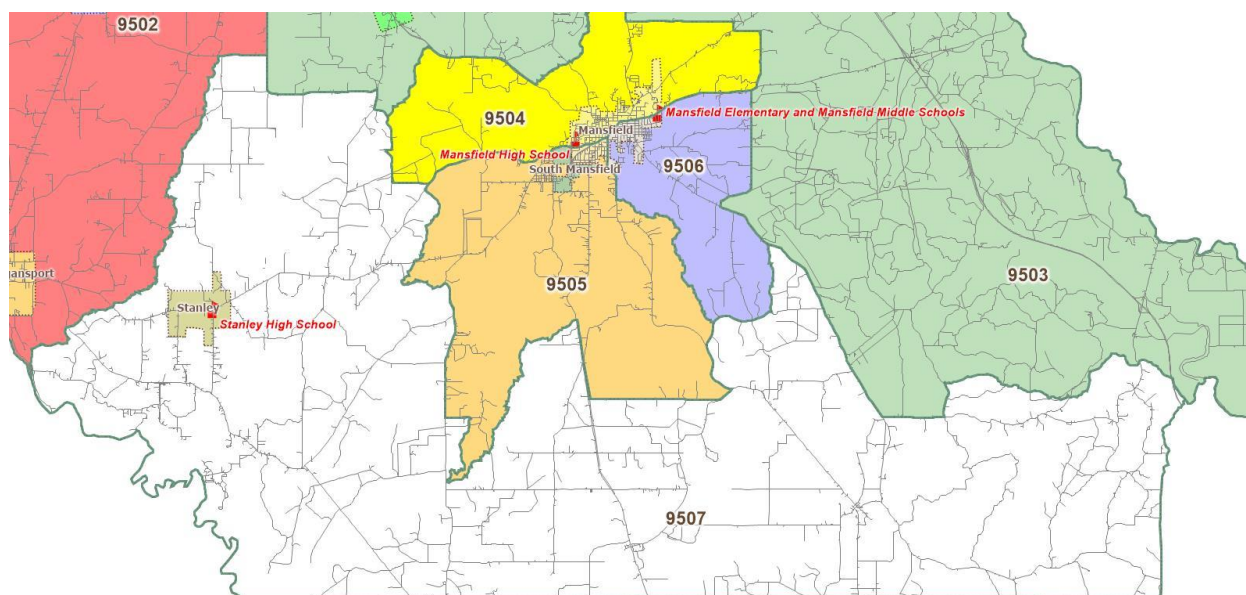 9502
9504
Mansfield Elementary and Mansfield Middle Schools
Mansfield
Mansfield High School
South Mansfield
9506
ansport
9505
9503
Stanley
Stanley High School
9507